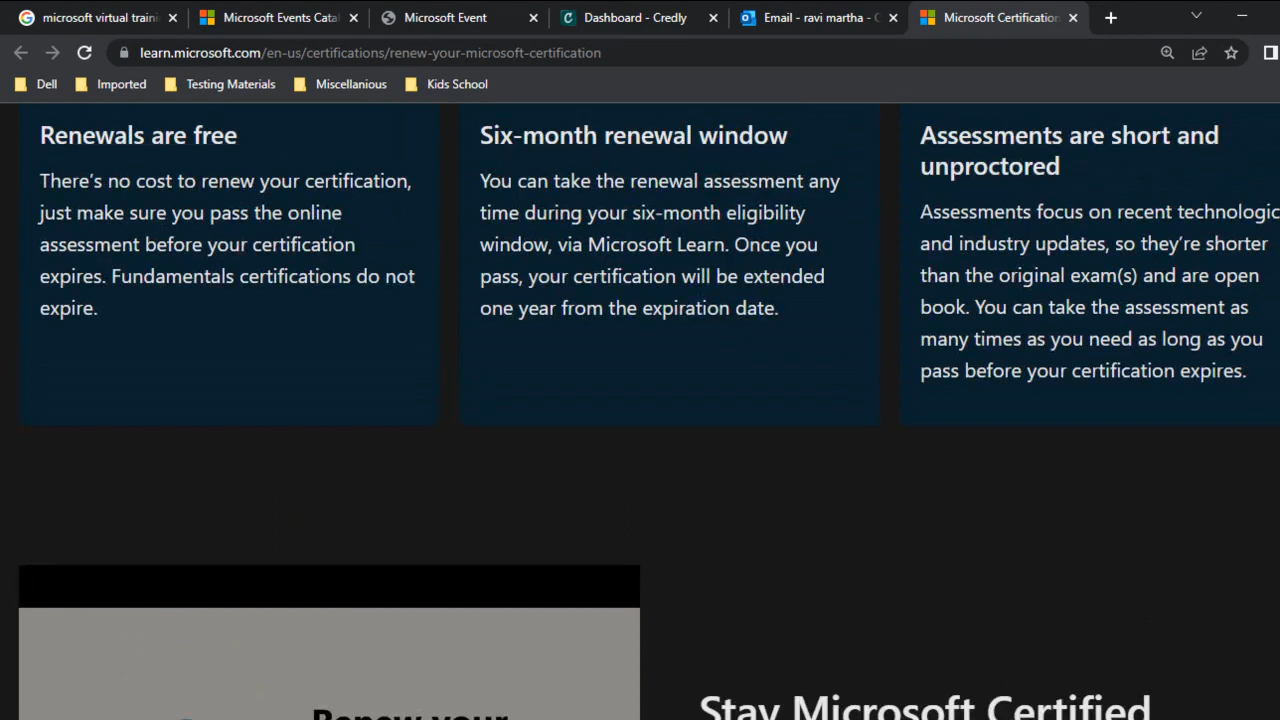 microsoft virtual traini
Microsoft Events Cata
Microsoft Event
Dashboard - Credly
Email - ravi martha -
Microsoft Certification
learn.microsoft.com/en-us/certifications/renew-your-microsoft-certification
Dell
Imported
Testing Materials
Miscellanious
Kids School
Renewals are free
There's no cost to renew your certification,
just make sure you pass the online
assessment before your certification
expires. Fundamentals certifications do not
expire.
Six-month renewal window
You can take the renewal assessment any
time during your six-month eligibility
window, via Microsoft Learn. Once you
pass, your certification will be extended
one year from the expiration date.
Assessments are short and
unproctored
Assessments focus on recent technologic
and industry updates, so they're shorter
than the original exam(s) and are open
book. You can take the assessment as
many times as you need as long as you
pass before your certification expires.
Renew your
Stay Microsoft Certified